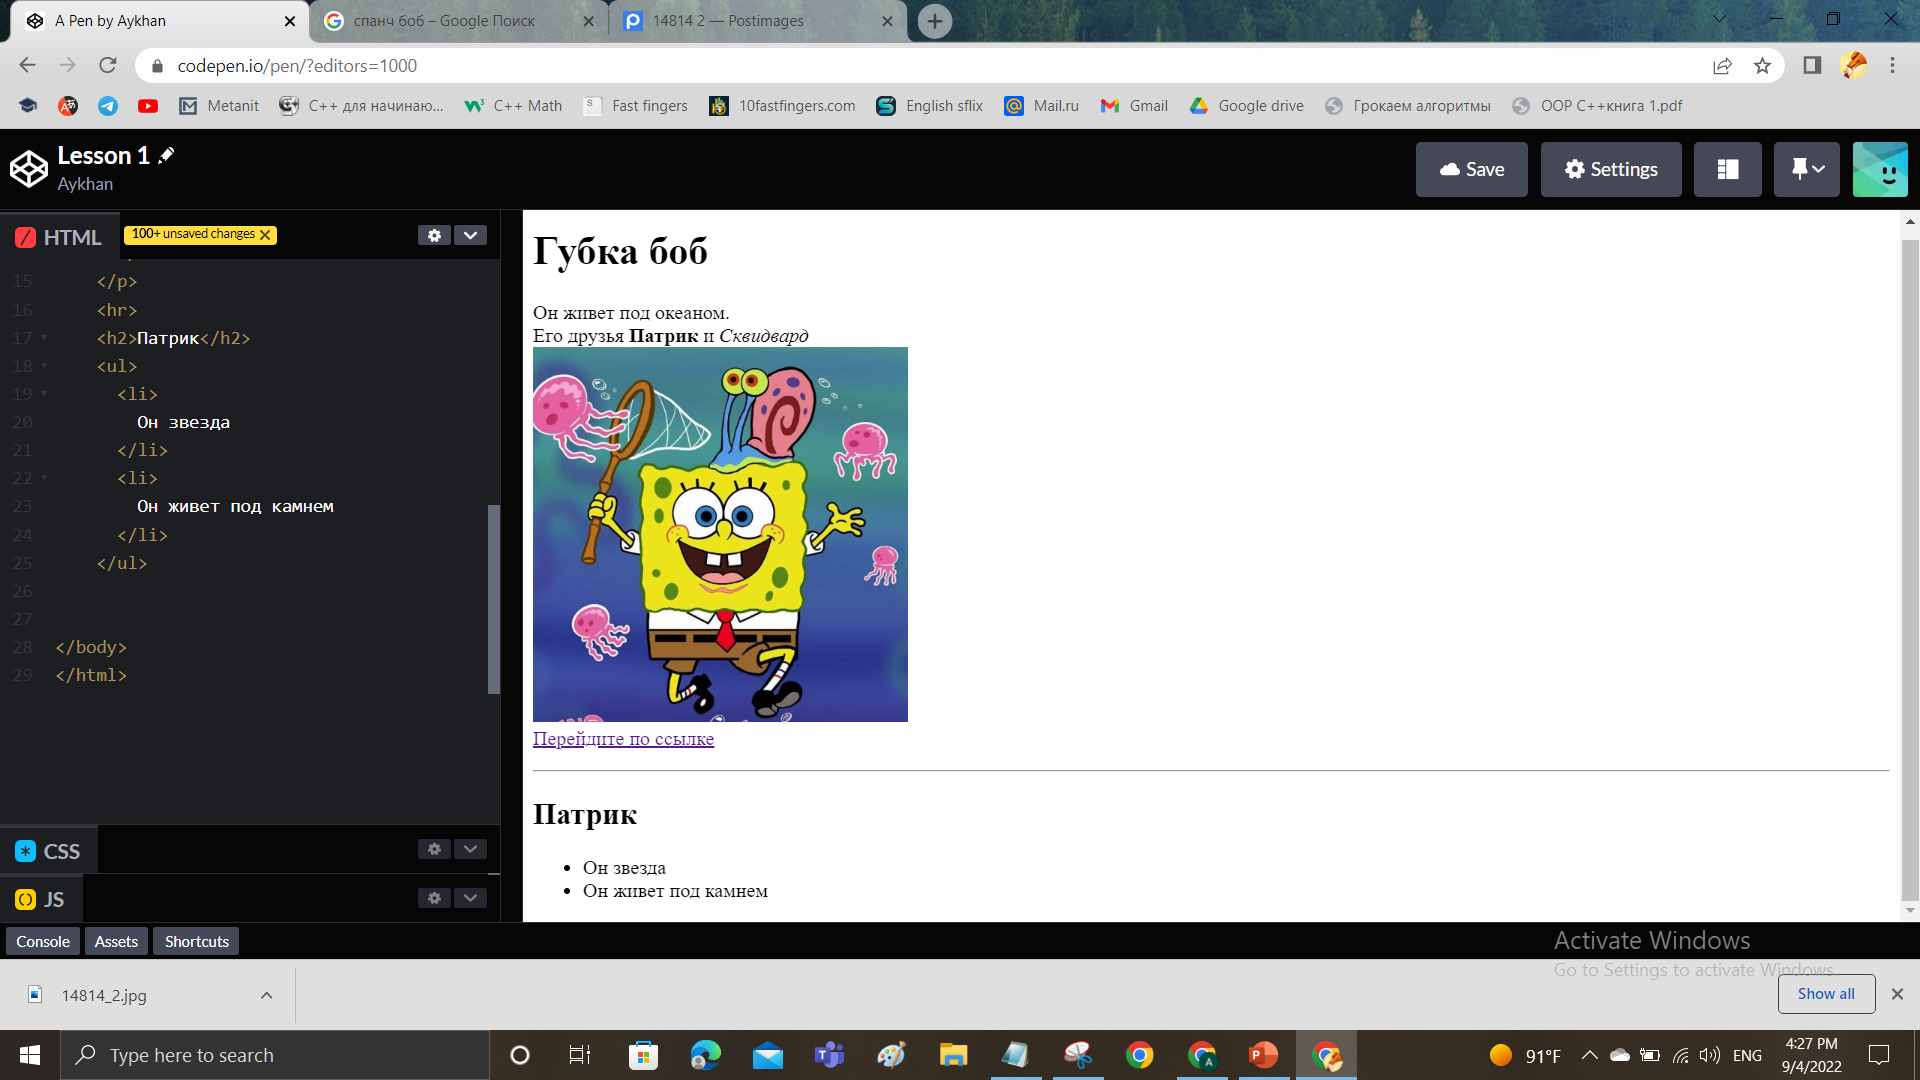 A Pen by Aykhan
спанч боб – Google Поиск
14814 2 — Postimages
codepen.io/pen/?editors=1000
Metanit
C++ для начинаю...
C++ Math
Fast fingers
10fastfingers.com
English sflix
Mail.ru
Gmail
Google drive
Грокаем алгоритмы
OOP C++книга 1.pdf
Lesson 1
Aykhan
Save
Settings
HTML
100+ unsaved changes
15 </p>
16 <hr>
17 <h2>Патрик</h2>
18 <ul>
19 <li>
20 Он звезда
21 </li>
22 <li>
23 Он живет под камнем
24 </li>
25 </ul>
26
27
28 </body>
29 </html>
CSS
JS
Губка боб
Он живет под океаном.
Его друзья Патрик и Сквидвард
Перейдите по ссылке
Патрик
• Он звезда
• Он живет под камнем
Console
Assets
Shortcuts
Activate Windows
Go to Settings to activate Windows.
14814_2.jpg
Show all
Type here to search
91°F
ENG
4:27 PM
9/4/2022